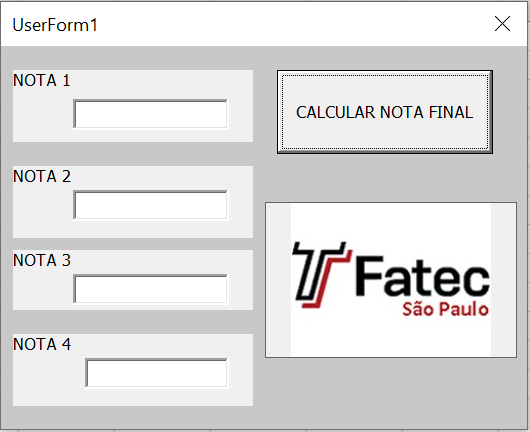 UserForm1
NOTA 1
CALCULAR NOTA FINAL
NOTA 2
NOTA 3
NOTA 4
Fatec
São Paulo